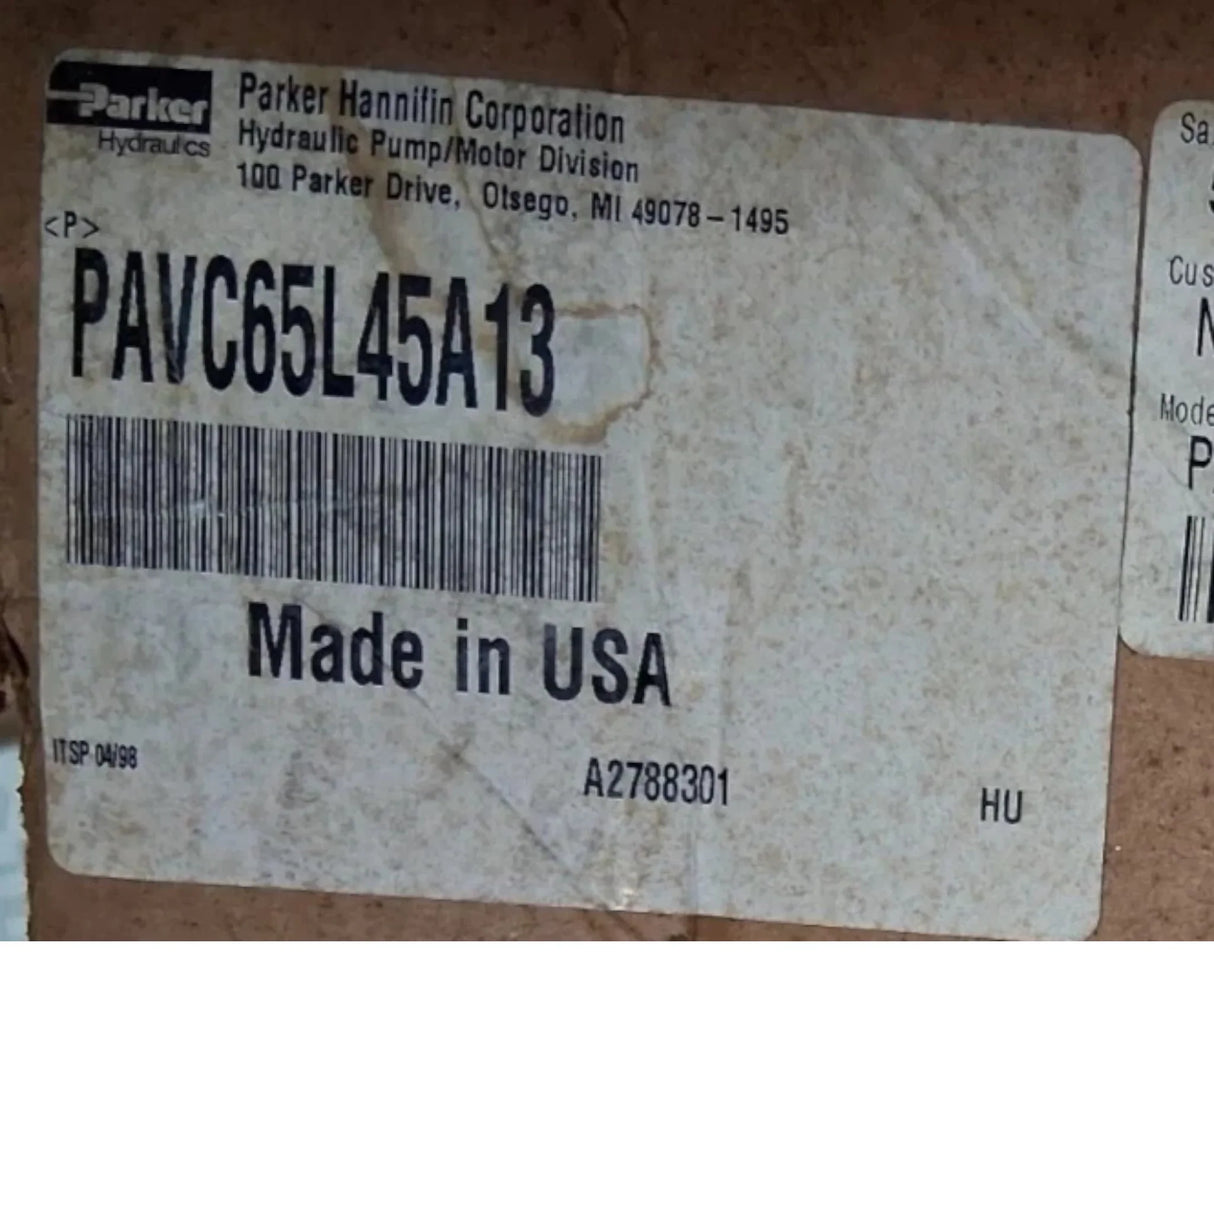 Parker
Hydraulics
Parker Hannifin Corporation
Hydraulic Pump/Motor Division
100 Parker Drive, Otsego, MI 49078-1495
<P>
PAVC65L45A13
Made in USA
ITSP 04/98
A2788301
HU
Sa
Cus
N
Mode
P